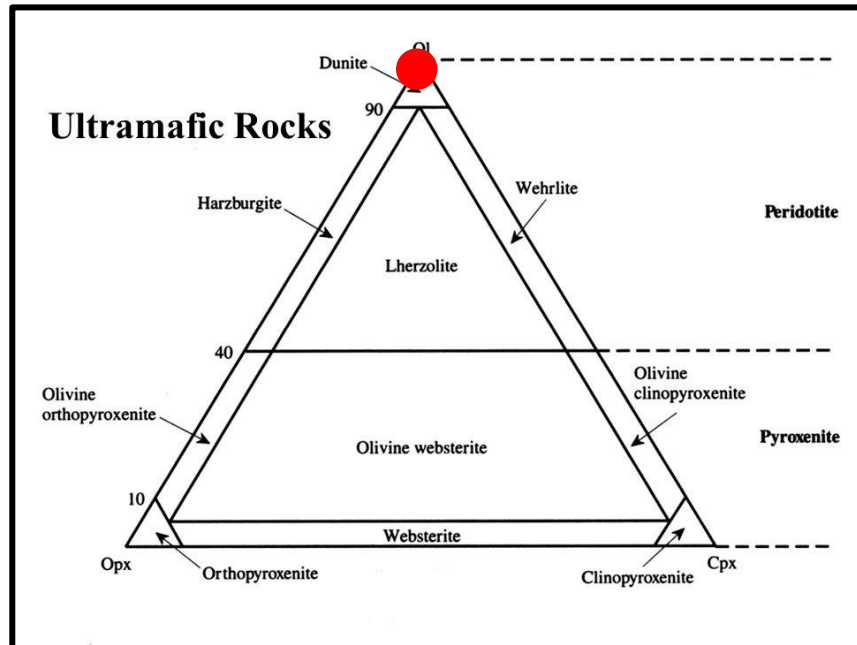 Ol
Dunite
90
Ultramafic Rocks
Harzburgite
Wehrlite
Peridotite
Lherzolite
40
Olivine
orthopyroxenite
Olivine
clinopyroxenite
Olivine websterite
Pyroxenite
10
Websterite
Opx
Orthopyroxenite
Clinopyroxenite
Cpx